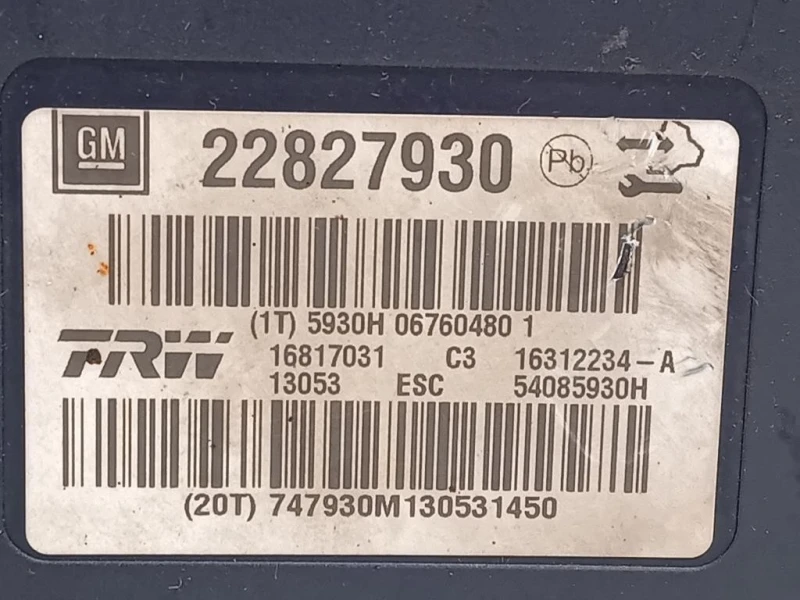 GM 22827930 Pb
(1T) 5930H 06760480 1
TRW 16817031 C3 16312234-A
13053 ESC 54085930H
(20T) 747930M130531450